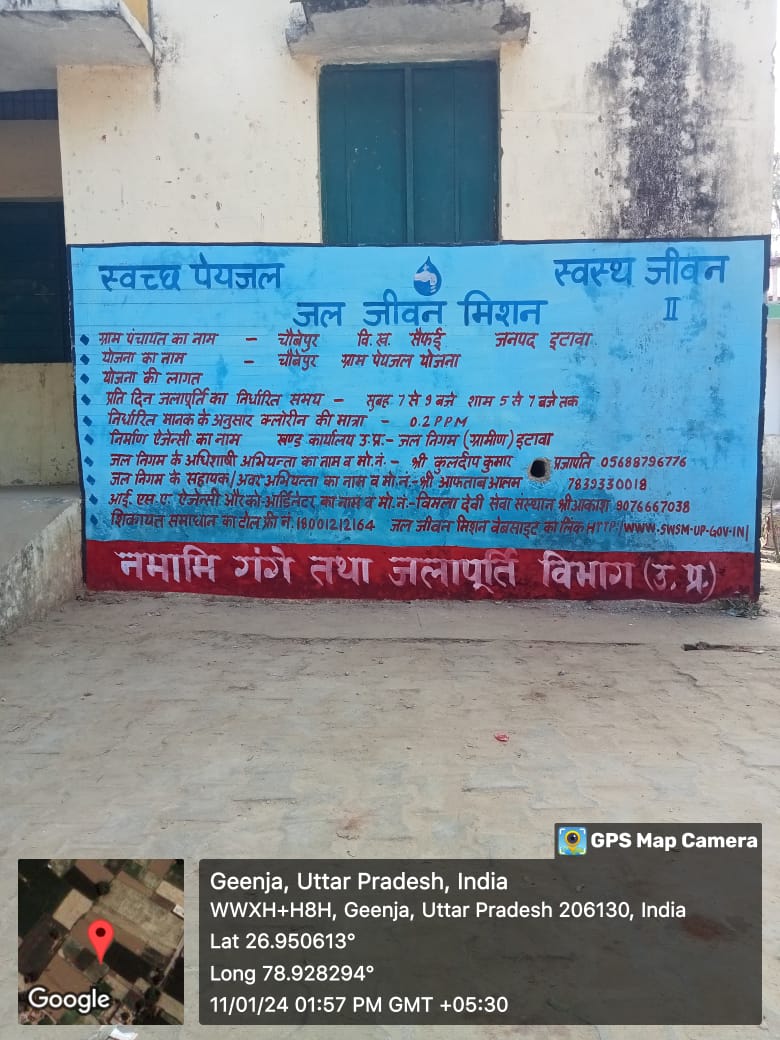 स्वच्छ पेयजल
स्वस्थ जीवन
जल जीवन मिशन
II
ग्राम पंचायत का नाम - चौबेपुर वि.ख. सैफई जनपद इटावा
योजना का नाम - चौबेपुर ग्राम पेयजल योजना
योजना की लागत
प्रति दिन जलापूर्ति का निर्धारित समय - सुबह 7 से 9 बजे शाम 5 से 7 बजे तक
निर्धारित मानक के अनुसार क्लोरीन की मात्रा - 0.2 PPM
निर्माण ऐजेन्सी का नाम खण्ड कार्यालय उ.प्र.- जल निगम (ग्रामीण) इटावा
जल निगम के अधिशाषी अभियन्ता का नाम व मो.नं.- श्री कुलदीप कुमार प्रजापति 05688796776
जल निगम के सहायक/अवर अभियन्ता का नाम व मो.नं.-श्री आफताब आलम 7839330018
आई.एस.ए. ऐजेन्सी और को-आर्डिनेटर का नाम व मो.नं:-विमला देवी सेवा संस्थान श्री आकाश 9076667038
शिकायत समाधान का टोल फ्री नं.18001212164 जल जीवन मिशन वेबसाइट का लिंक HTTP:/WWW.SWSM-UP-GOV-IN/
नमामि गंगे तथा जलापूर्ति विभाग (उ.प्र.)
GPS Map Camera
Geenja, Uttar Pradesh, India
WWXH+H8H, Geenja, Uttar Pradesh 206130, India
Lat 26.950613°
Long 78.928294°
11/01/24 01:57 PM GMT +05:30
Google